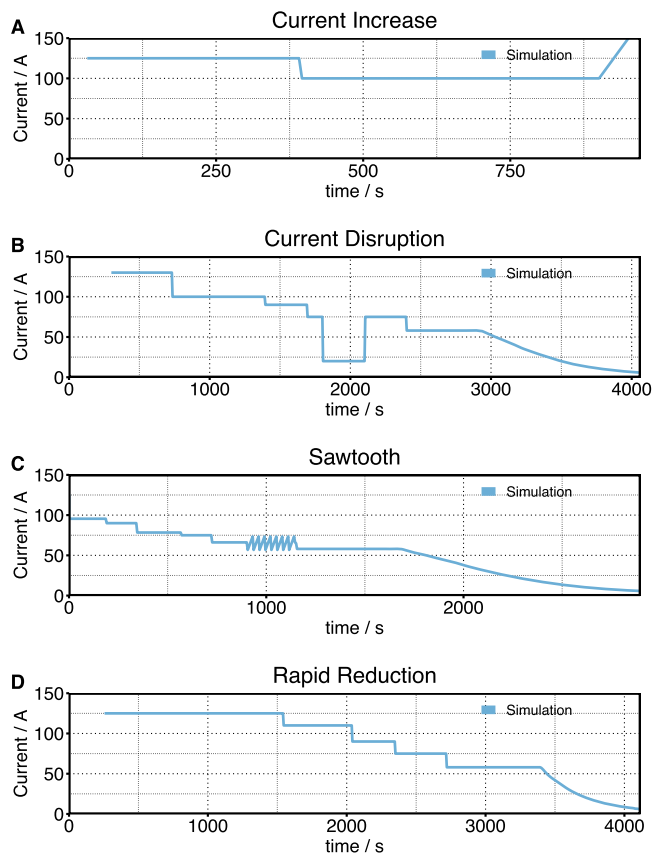 A
Current Increase
150
100
50
0
Current / A
Simulation
0 250 500 750
time / s
B
Current Disruption
150
100
50
0
Current / A
Simulation
0 1000 2000 3000 4000
time / s
C
Sawtooth
150
100
50
0
Current / A
Simulation
0 1000 2000
time / s
D
Rapid Reduction
150
100
50
0
Current / A
Simulation
0 1000 2000 3000 4000
time / s